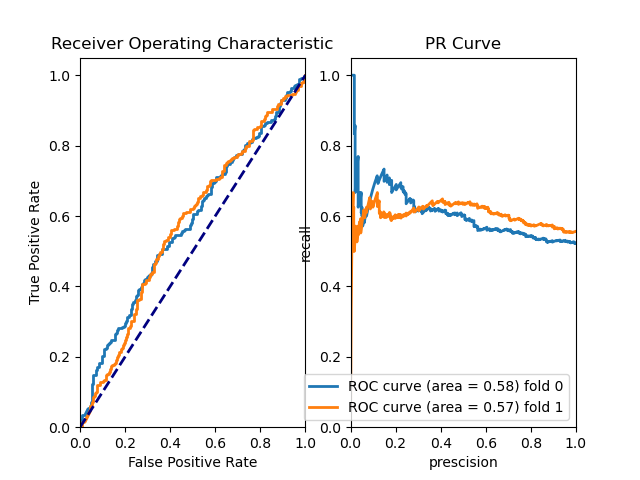 Receiver Operating Characteristic
PR Curve
1.0
0.8
0.6
0.4
0.2
0.0
True Positive Rate
0.0 0.2 0.4 0.6 0.8 1.0
False Positive Rate
1.0
0.8
0.6
0.4
0.2
0.0
recall
0.0 0.2 0.4 0.6 0.8 1.0
prescision
ROC curve (area = 0.58) fold 0
ROC curve (area = 0.57) fold 1